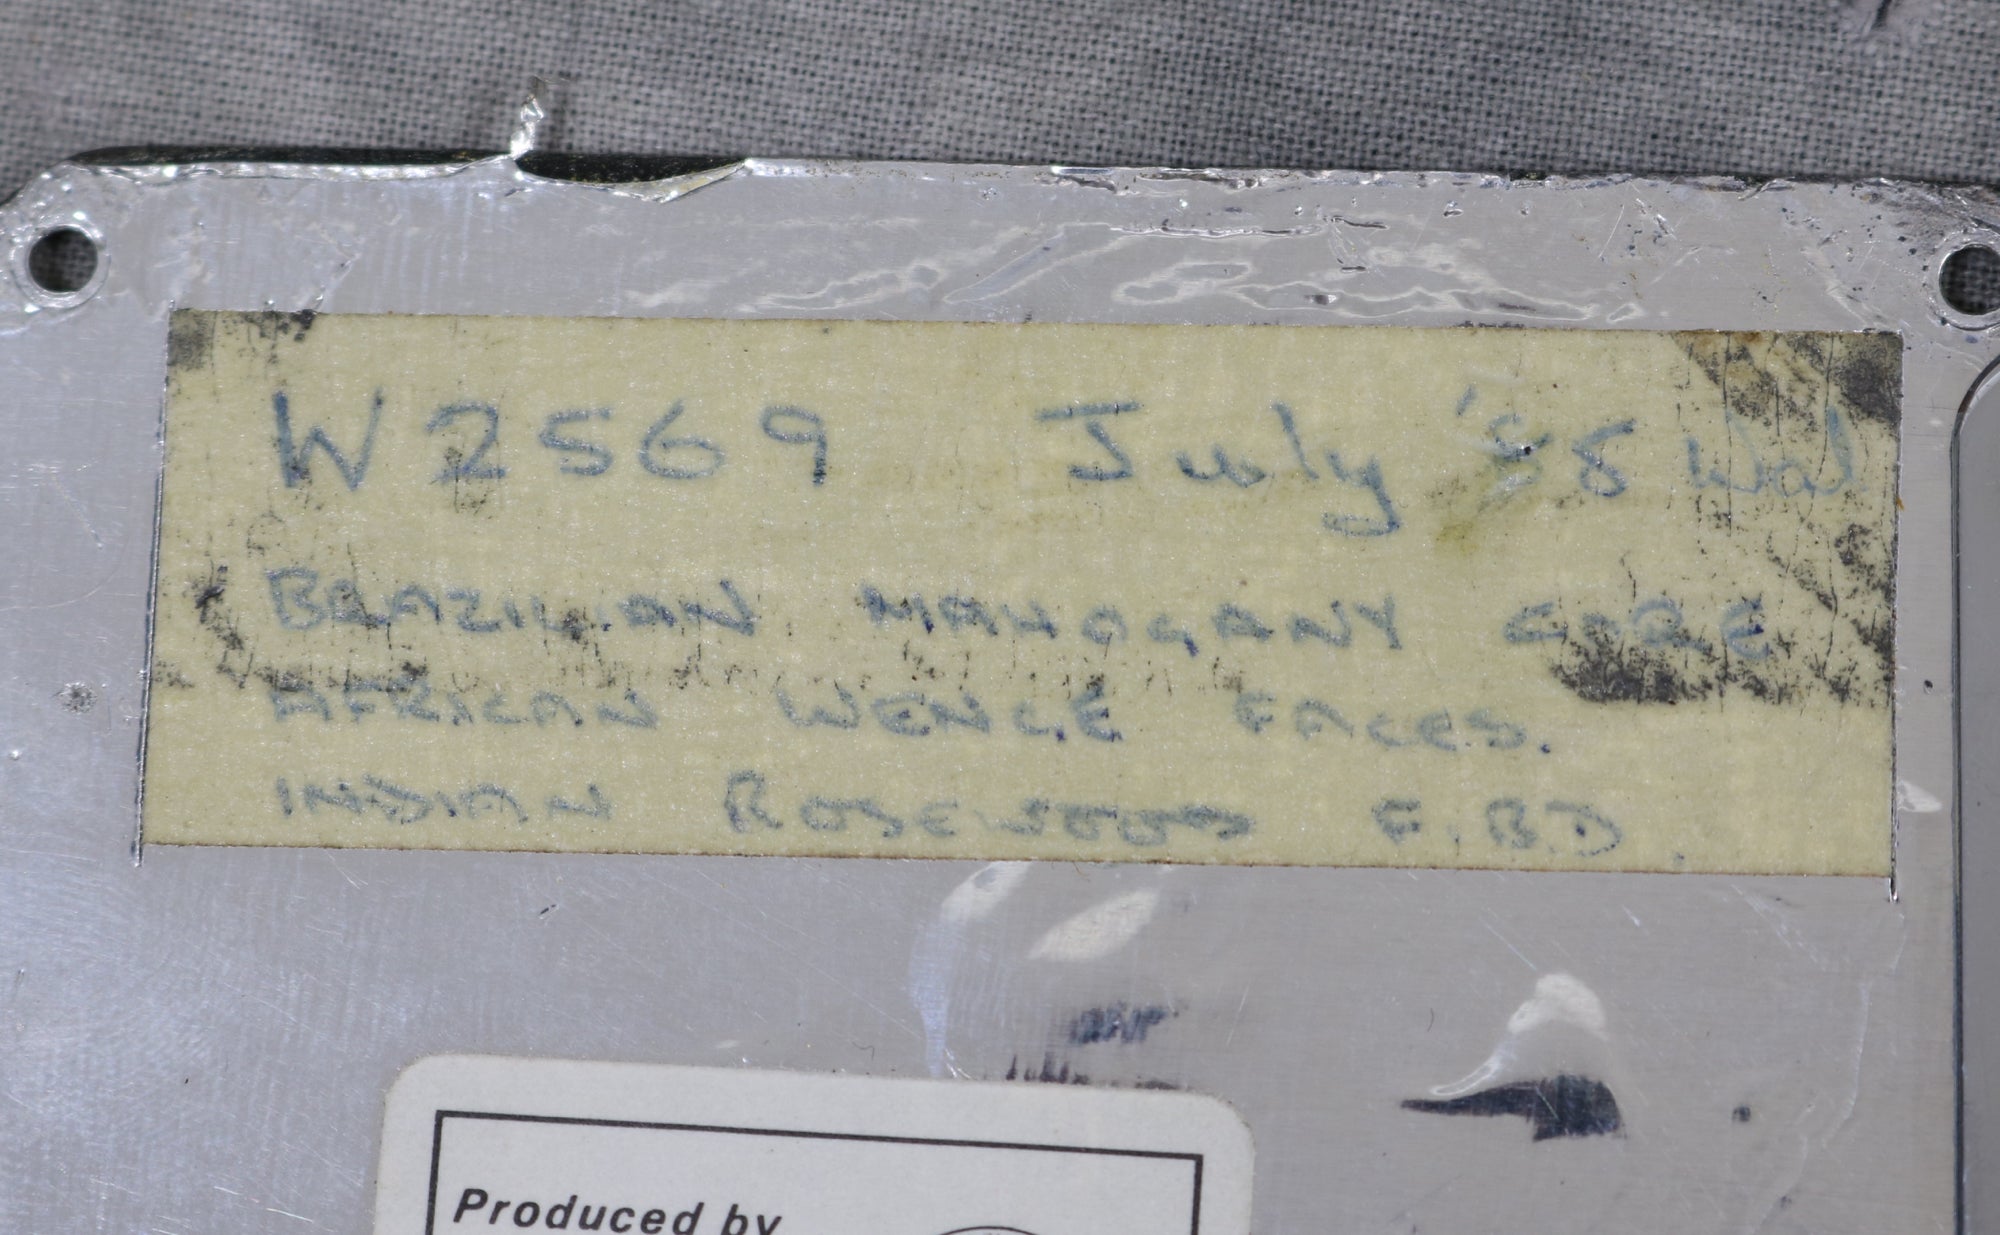 W2569 July '88 Wal
BRAZILIAN MAHOGANY CORE
AFRICAN WENGE FACES.
INDIAN ROSEWOOD F.BD.
Produced by